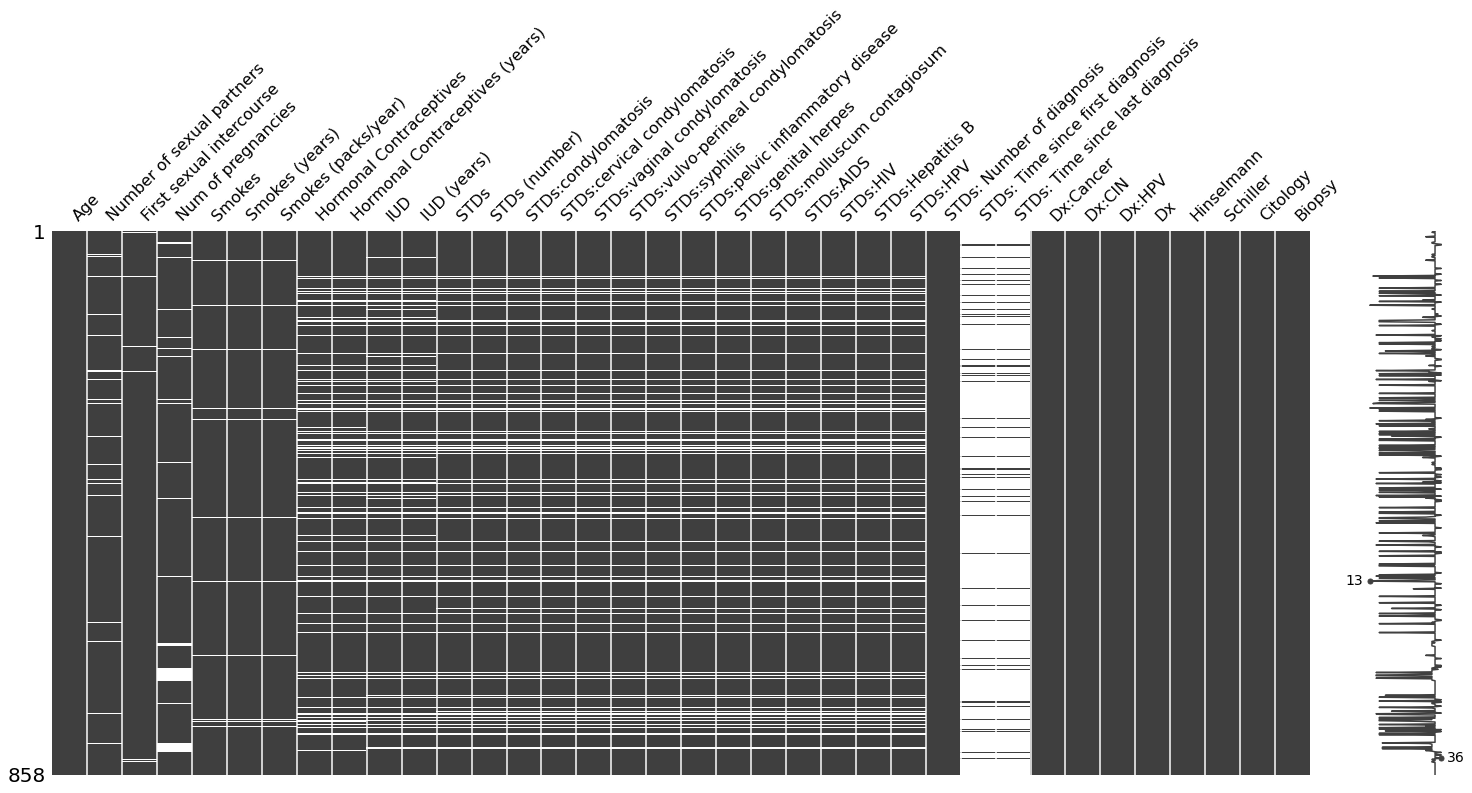 Age
Number of sexual partners
First sexual intercourse
Num of pregnancies
Smokes
Smokes (years)
Smokes (packs/year)
Hormonal Contraceptives
Hormonal Contraceptives (years)
IUD
IUD (years)
STDs
STDs (number)
STDs:condylomatosis
STDs:cervical condylomatosis
STDs:vaginal condylomatosis
STDs:vulvo-perineal condylomatosis
STDs:syphilis
STDs:pelvic inflammatory disease
STDs:genital herpes
STDs:molluscum contagiosum
STDs:AIDS
STDs:HIV
STDs:Hepatitis B
STDs:HPV
STDs: Number of diagnosis
STDs: Time since first diagnosis
STDs: Time since last diagnosis
Dx:Cancer
Dx:CIN
Dx:HPV
Dx
Hinselmann
Schiller
Citology
Biopsy
1
13
36
858